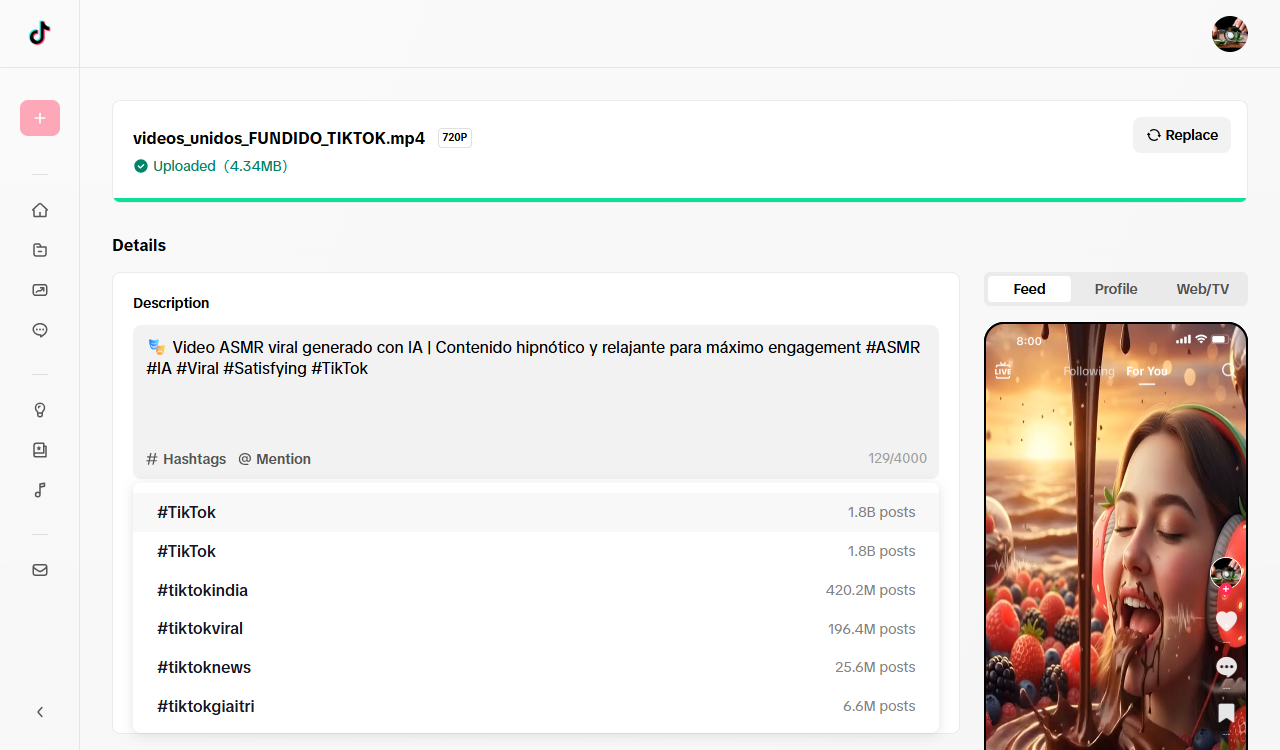 videos_unidos_FUNDIDO_TIKTOK.mp4 720P
Replace
Uploaded (4.34MB)
Details
Feed Profile Web/TV
Description
🎭 Video ASMR viral generado con IA | Contenido hipnótico y relajante para máximo engagement #ASMR
#IA #Viral #Satisfying #TikTok
# Hashtags @ Mention 129/4000
#TikTok 1.8B posts
#TikTok 1.8B posts
#tiktokindia 420.2M posts
#tiktokviral 196.4M posts
#tiktoknews 25.6M posts
#tiktokgiaitri 6.6M posts
8:00
LIVE Following For You